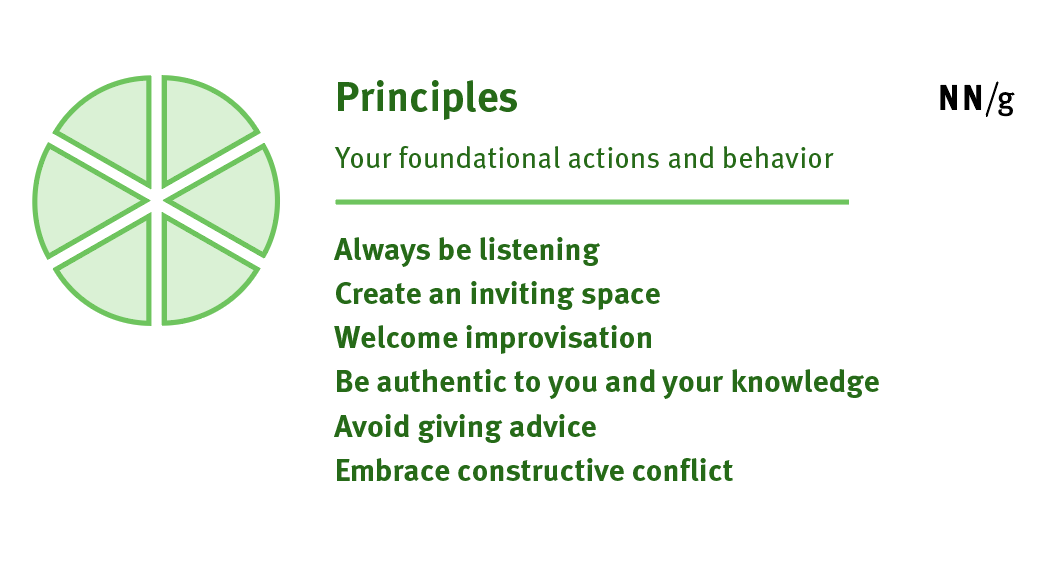 Principles
NN/g
Your foundational actions and behavior
Always be listening
Create an inviting space
Welcome improvisation
Be authentic to you and your knowledge
Avoid giving advice
Embrace constructive conflict